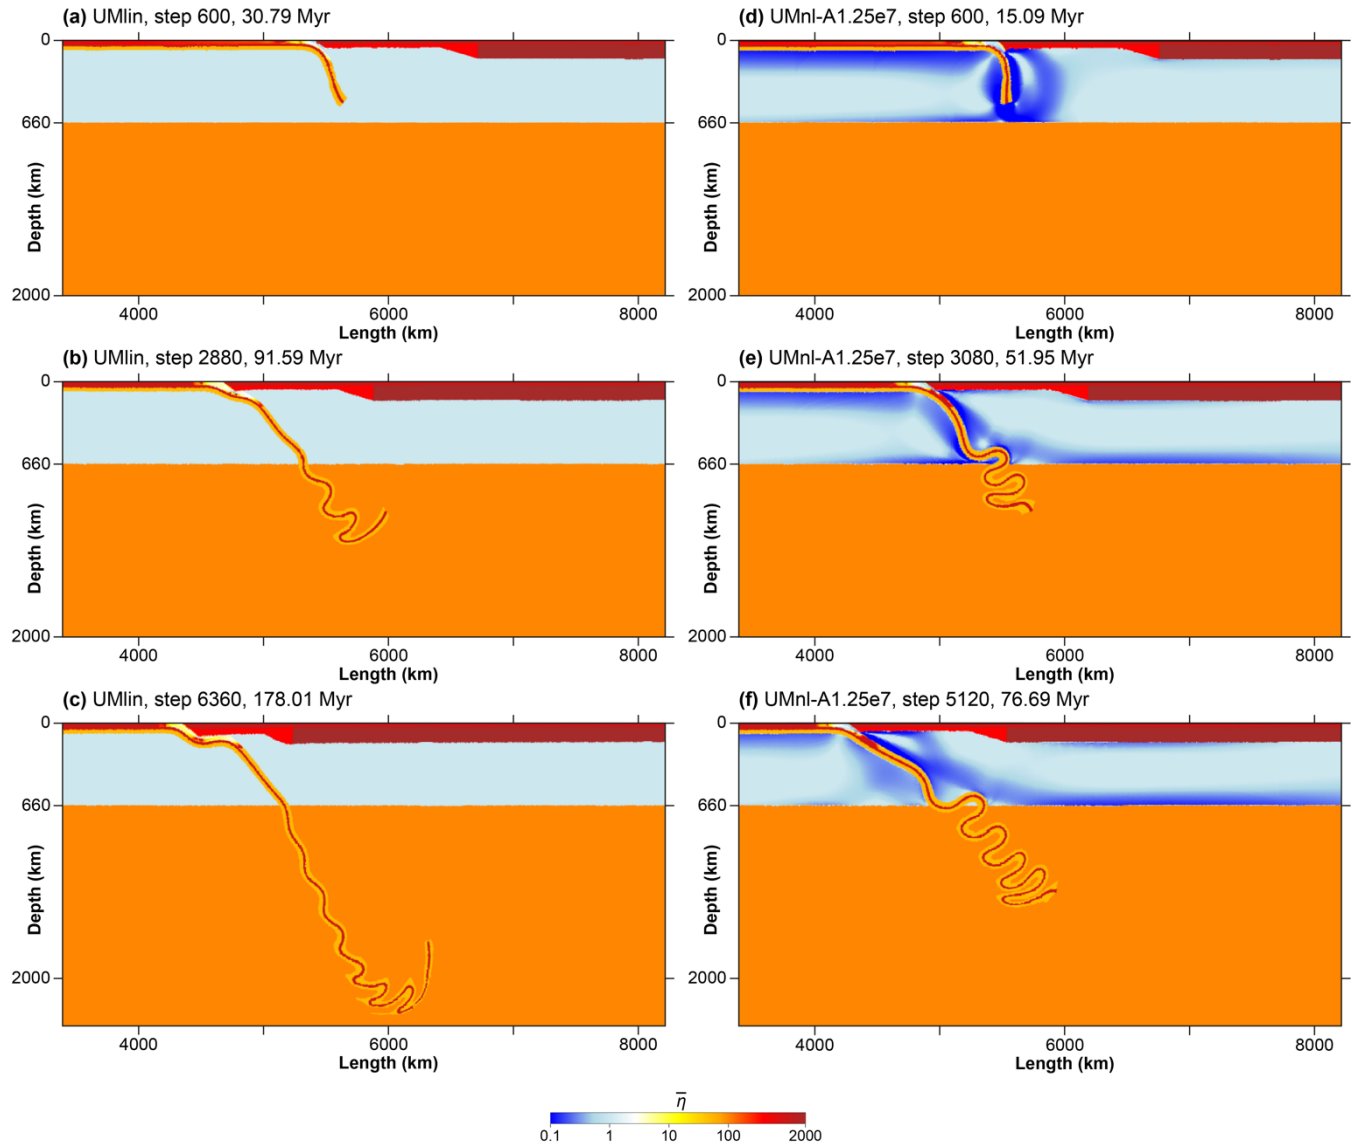 (a) UMlin, step 600, 30.79 Myr
0
660
2000
Depth (km)
4000 6000 8000
Length (km)
(d) UMnl-A1.25e7, step 600, 15.09 Myr
0
660
2000
Depth (km)
4000 6000 8000
Length (km)
(b) UMlin, step 2880, 91.59 Myr
0
660
2000
Depth (km)
4000 6000 8000
Length (km)
(e) UMnl-A1.25e7, step 3080, 51.95 Myr
0
660
2000
Depth (km)
4000 6000 8000
Length (km)
(c) UMlin, step 6360, 178.01 Myr
0
660
2000
Depth (km)
4000 6000 8000
Length (km)
(f) UMnl-A1.25e7, step 5120, 76.69 Myr
0
660
2000
Depth (km)
4000 6000 8000
Length (km)
η̅
0.1 1 10 100 2000